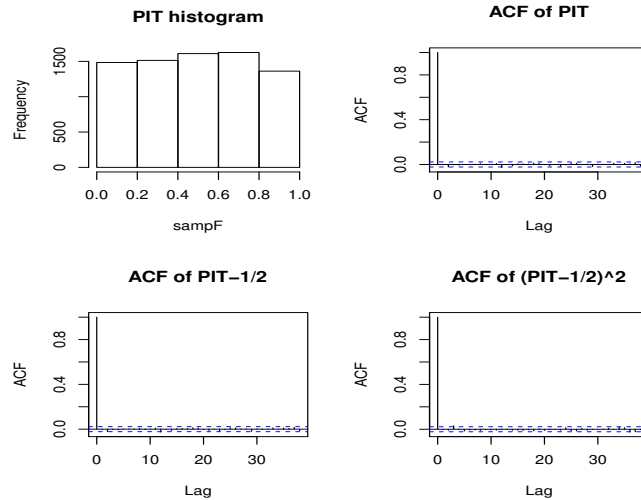 PIT histogram
Frequency
0 500 1500
0.0 0.2 0.4 0.6 0.8 1.0
sampF
ACF of PIT
ACF
0.0 0.4 0.8
0 10 20 30
Lag
ACF of PIT−1/2
ACF
0.0 0.4 0.8
0 10 20 30
Lag
ACF of (PIT−1/2)^2
ACF
0.0 0.4 0.8
0 10 20 30
Lag